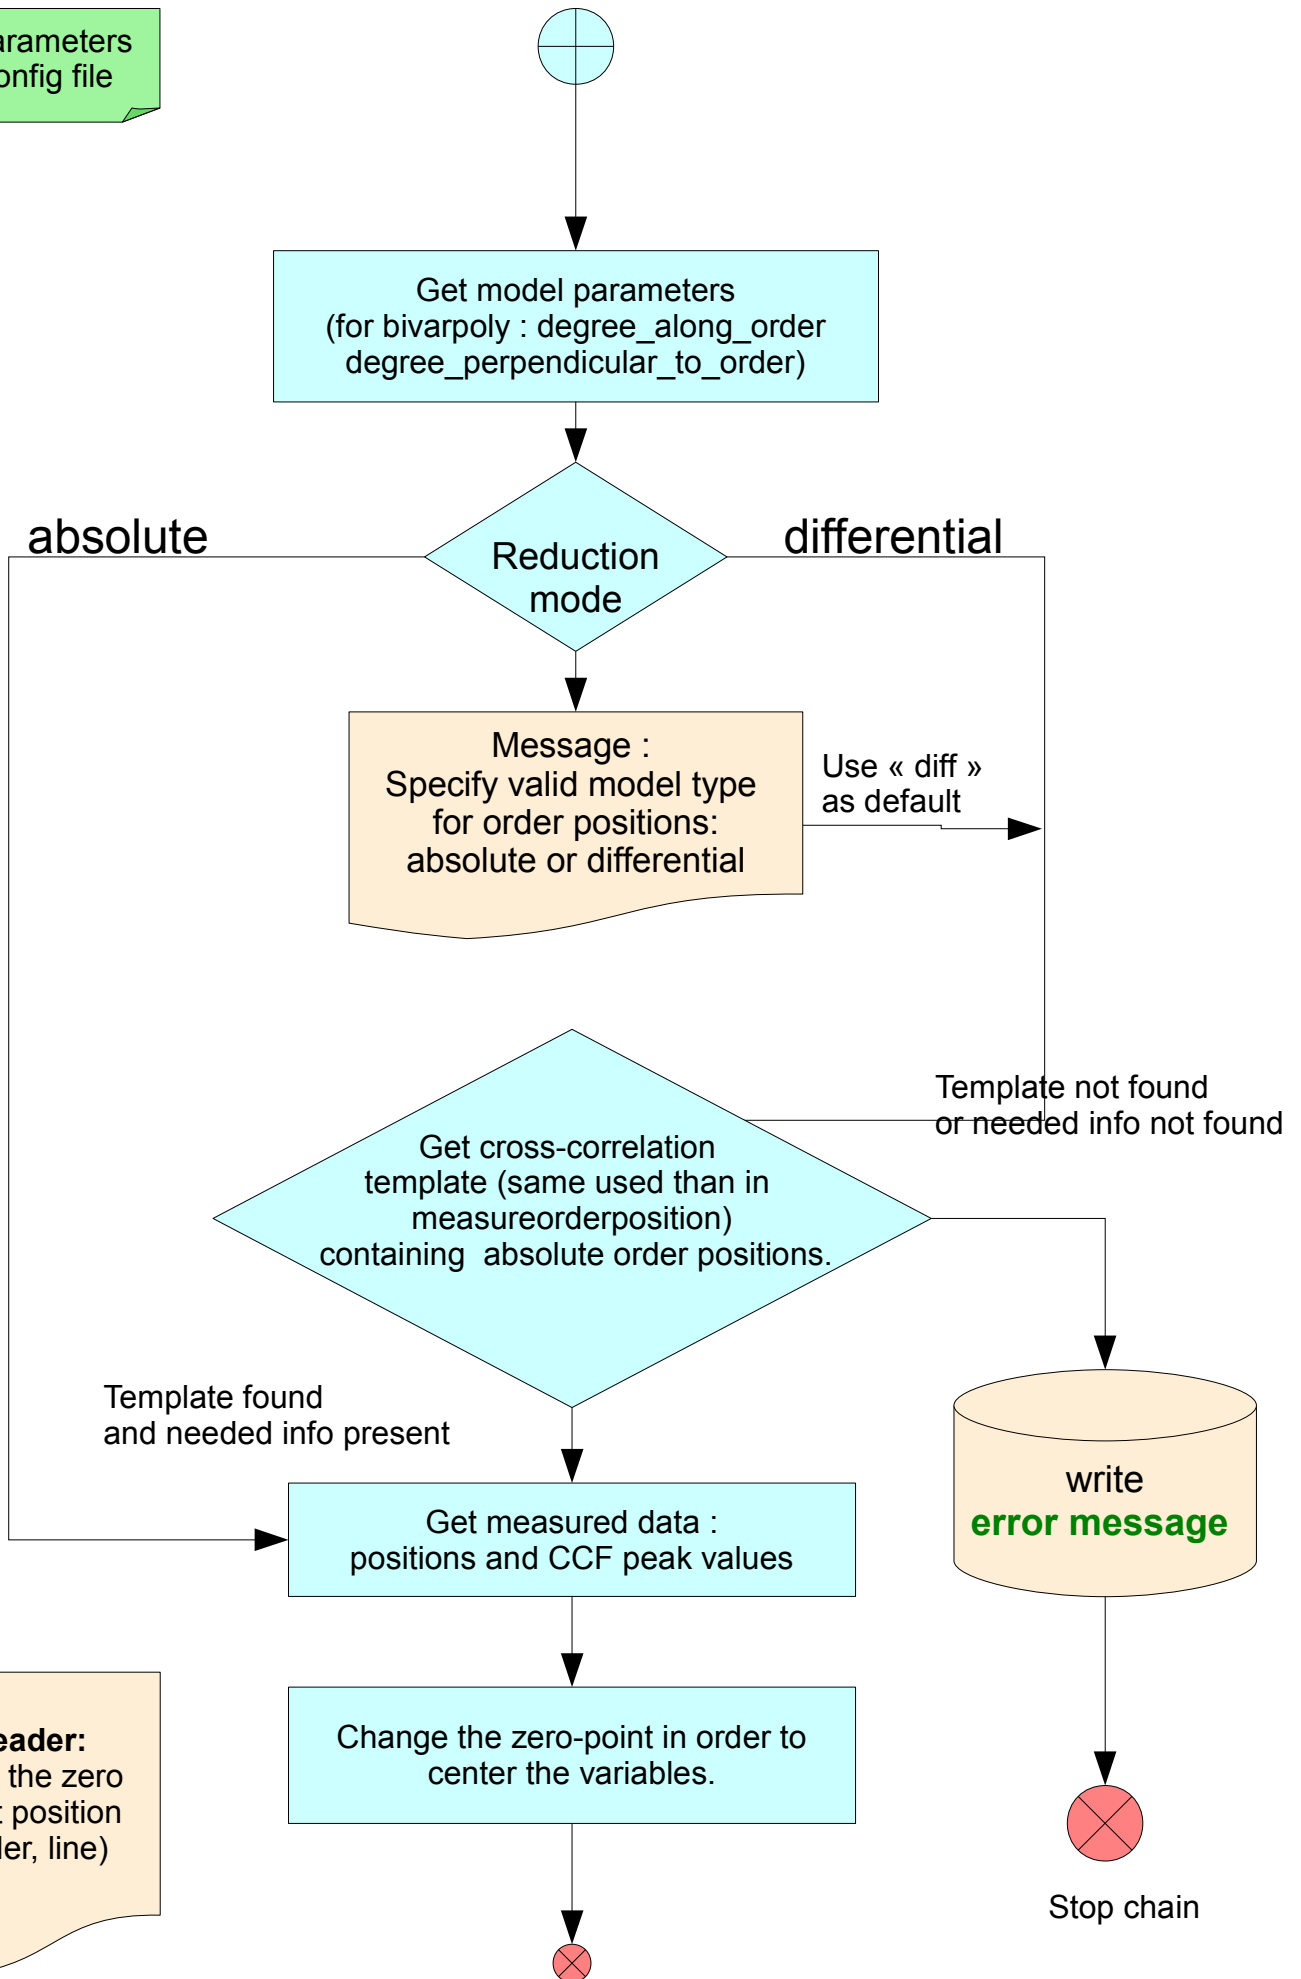 arameters
onfig file
Get model parameters
(for bivarpoly : degree_along_order
degree_perpendicular_to_order)
absolute
differential
Reduction
mode
Message :
Specify valid model type
for order positions:
absolute or differential
Use « diff »
as default
Template not found
or needed info not found
Get cross-correlation
template (same used than in
measureorderposition)
containing  absolute order positions.
Template found
and needed info present
write
error message
Get measured data :
positions and CCF peak values
eader:
the zero
t position
ler, line)
Change the zero-point in order to
center the variables.
Stop chain